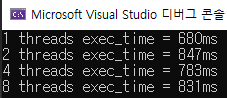 Microsoft Visual Studio 디버그 콘솔
1 threads exec_time = 680ms
2 threads exec_time = 847ms
4 threads exec_time = 783ms
8 threads exec_time = 831ms